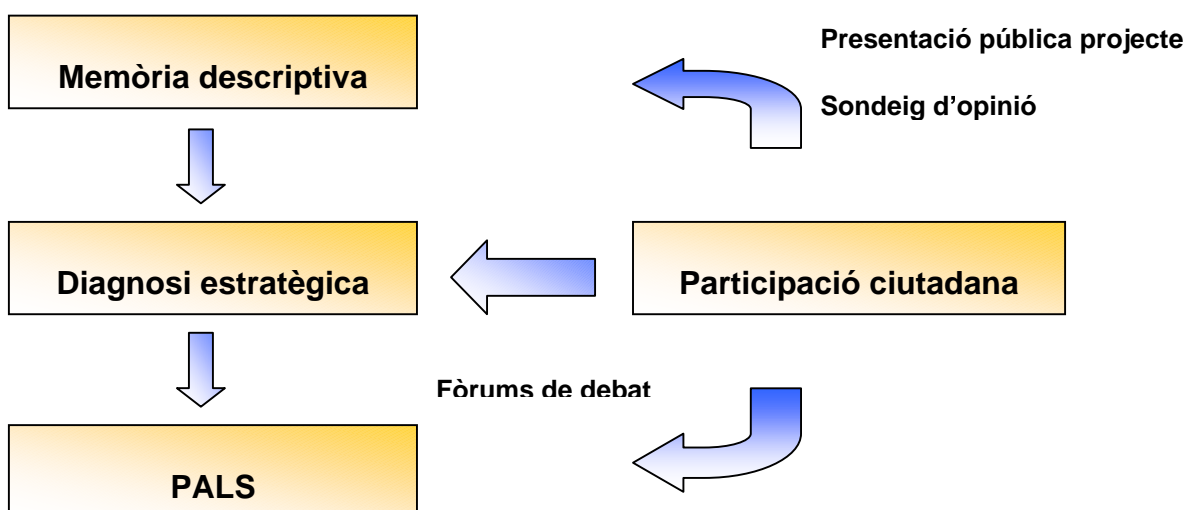 Presentació pública projecte
Memòria descriptiva
Sondeig d’opinió
Diagnosi estratègica
Participació ciutadana
Fòrums de debat
PALS